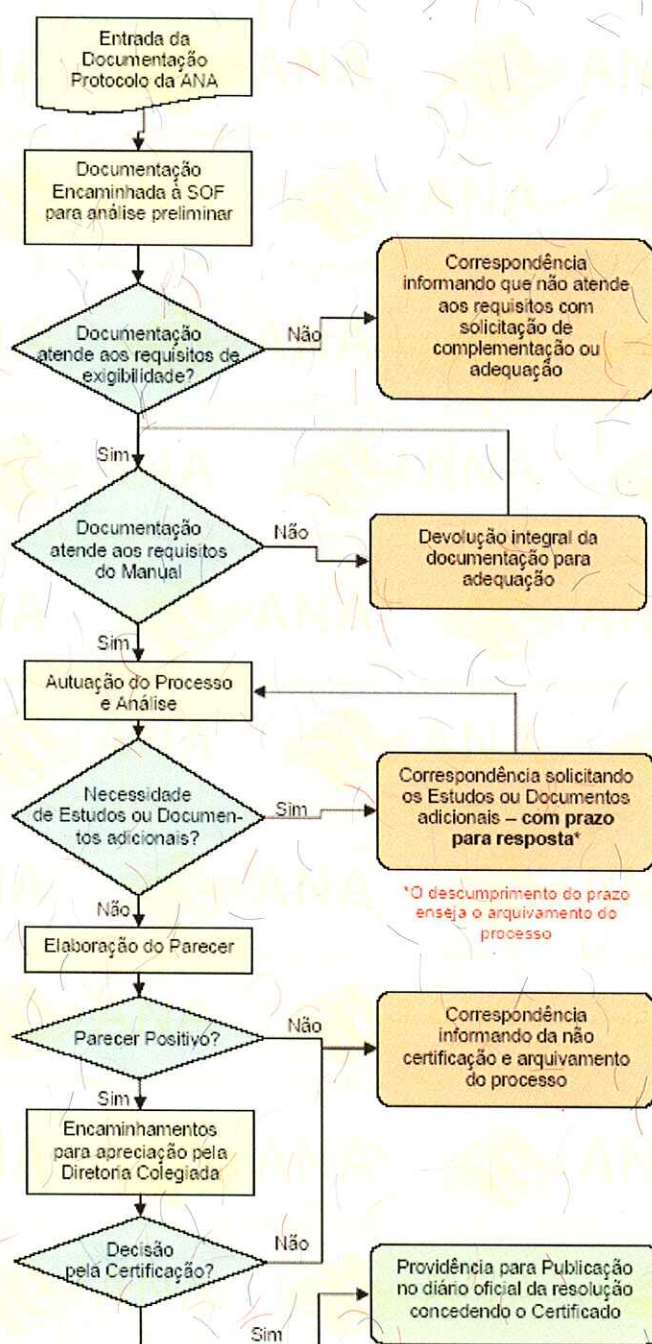 Entrada da
Documentação
Protocolo da ANA
Documentação
Encaminhada à SOF
para análise preliminar
Documentação
atende aos requisitos de
exigibilidade?
Não
Correspondência
informando que não atende
aos requisitos com
solicitação de
complementação ou
adequação
Sim
Documentação
atende aos requisitos
do Manual
Não
Devolução integral da
documentação para
adequação
Sim
Autuação do Processo
e Análise
Necessidade
de Estudos ou Documen-
tos adicionais?
Sim
Correspondência solicitando
os Estudos ou Documentos
adicionais – com prazo
para resposta*
*O descumprimento do prazo
enseja o arquivamento do
processo
Não
Elaboração do Parecer
Parecer Positivo?
Não
Correspondência
informando da não
certificação e arquivamento
do processo
Sim
Encaminhamentos
para apreciação pela
Diretoria Colegiada
Decisão
pela Certificação?
Não
Sim
Providência para Publicação
no diário oficial da resolução
concedendo o Certificado